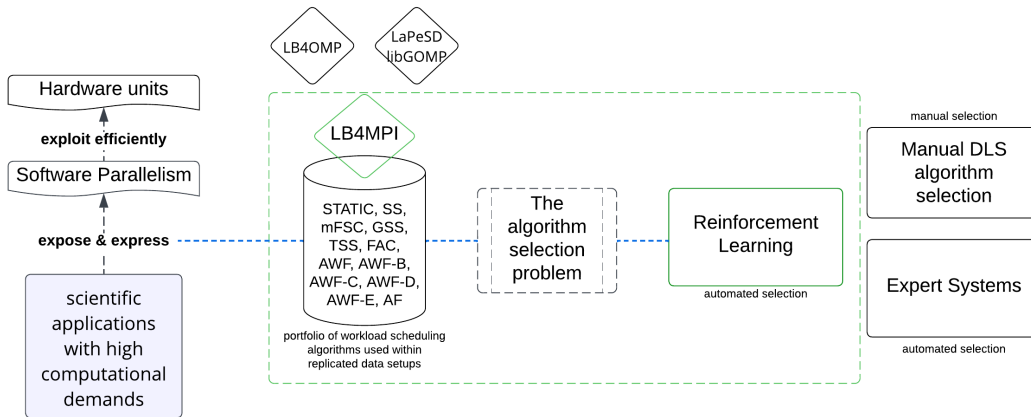 LB4OMP
LaPeSD
libGOMP
Hardware units
exploit efficiently
Software Parallelism
expose & express
scientific
applications
with high
computational
demands
LB4MPI
STATIC, SS,
mFSC, GSS,
TSS, FAC,
AWF, AWF-B,
AWF-C, AWF-D,
AWF-E, AF
portfolio of workload scheduling
algorithms used within
replicated data setups
The
algorithm
selection
problem
Reinforcement
Learning
automated selection
manual selection
Manual DLS
algorithm
selection
Expert Systems
automated selection